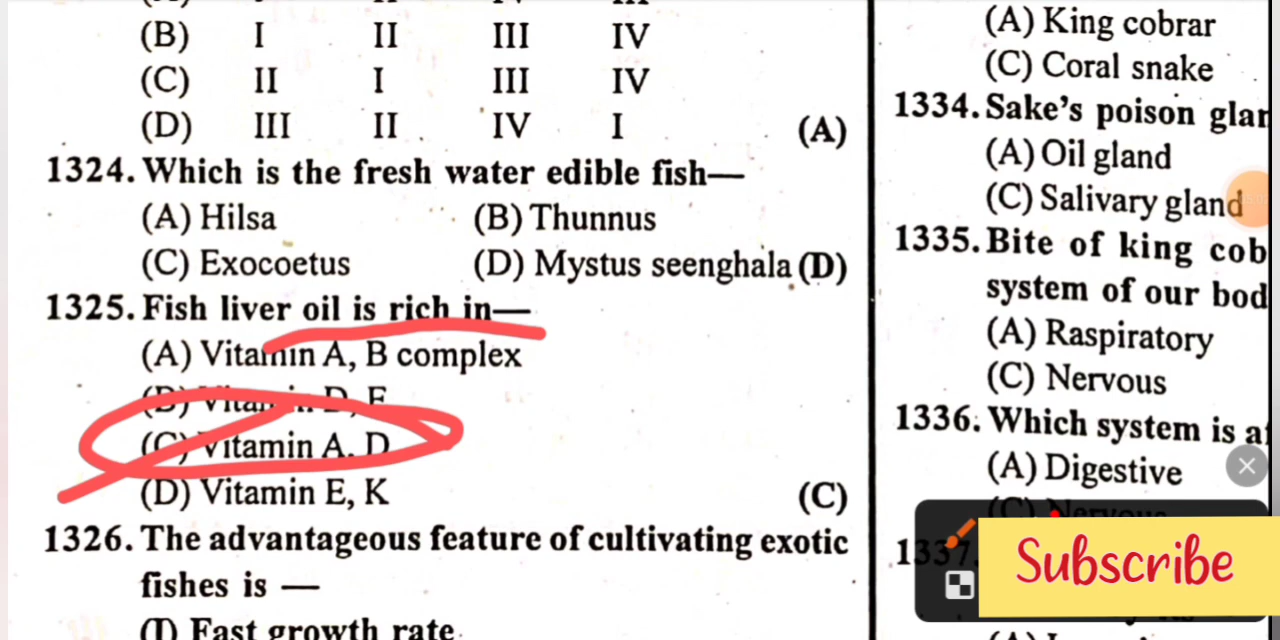 (B) I II III IV
(C) II I III IV
(D) III II IV I (A)
1324. Which is the fresh water edible fish—
(A) Hilsa (B) Thunnus
(C) Exocoetus (D) Mystus seenghala (D)
1325. Fish liver oil is rich in—
(A) Vitamin A, B complex
(B) Vitamin D, E
(C) Vitamin A, D
(D) Vitamin E, K (C)
1326. The advantageous feature of cultivating exotic
fishes is —
(I) Fast growth rate
(A) King cobrar
(C) Coral snake
1334. Sake's poison
(A) Oil gland
(C) Salivary gland
1335. Bite of king cob
system of our bod
(A) Raspiratory
(C) Nervous
1336. Which system is
(A) Digestive
(C) Nervous
1337.
Subscribe